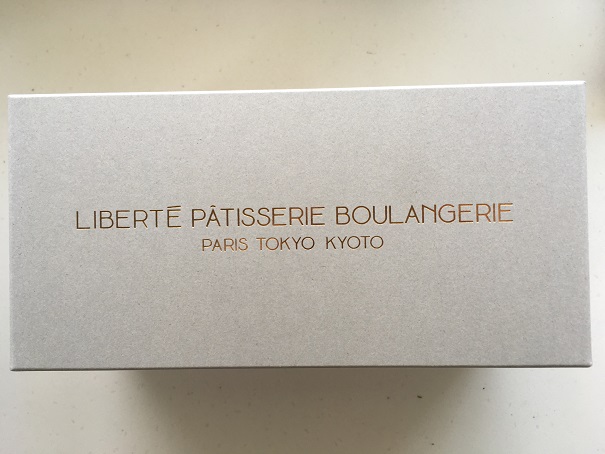 LIBERTÉ PÂTISSERIE BOULANGERIE
PARIS TOKYO KYOTO